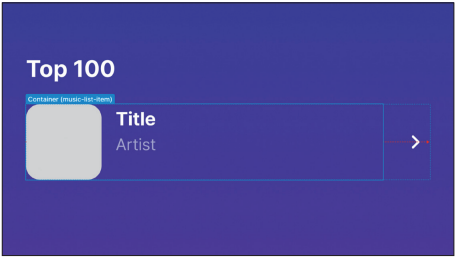 Top 100
Container (music-list-item)
Title
Artist